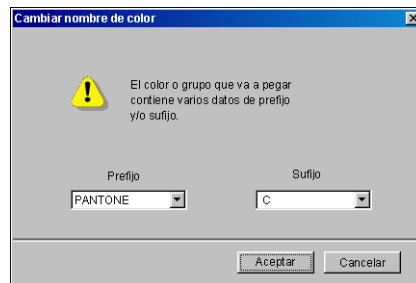 Cambiar nombre de color
El color o grupo que va a pegar
contiene varios datos de prefijo
y/o sufijo.
Prefijo
Sufijo
PANTONE
C
Aceptar
Cancelar